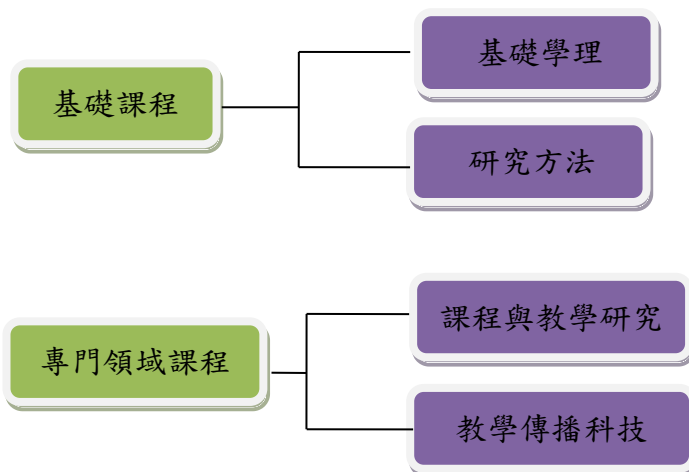 基礎課程
基礎學理
研究方法
專門領域課程
課程與教學研究
教學傳播科技